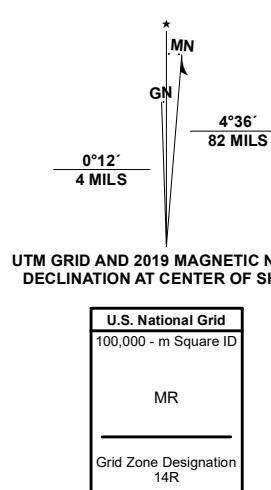 ★
MN
GN
4°36´
82 MILS
0°12´
4 MILS
UTM GRID AND 2019 MAGNETIC N
DECLINATION AT CENTER OF SH
U.S. National Grid
100,000 - m Square ID
MR
Grid Zone Designation
14R